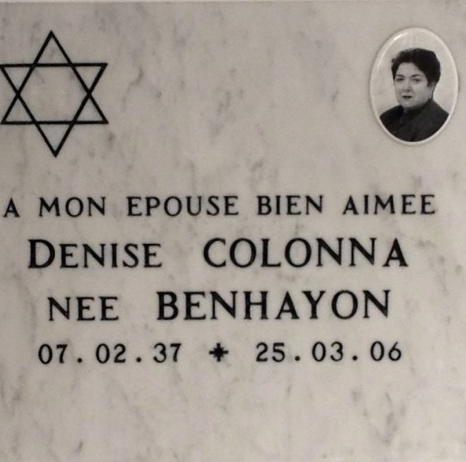 A MON EPOUSE BIEN AIMEE
DENISE COLONNA
NEE BENHAYON
07.02.37 ✦ 25.03.06